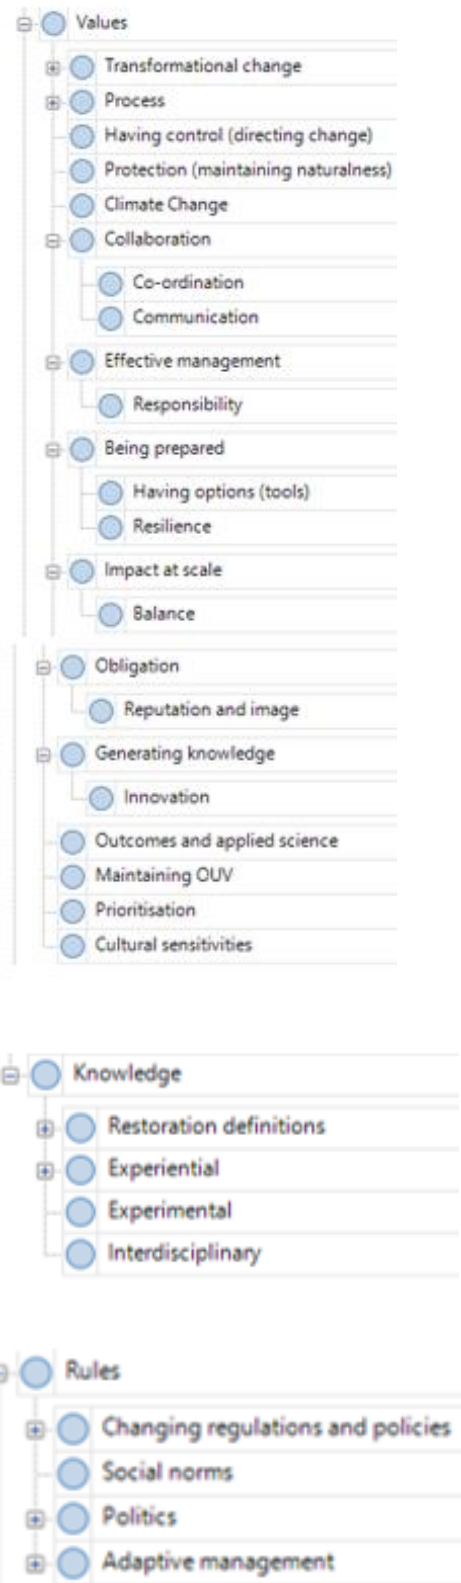 Values
Transformational change
Process
Having control (directing change)
Protection (maintaining naturalness)
Climate Change
Collaboration
Co-ordination
Communication
Effective management
Responsibility
Being prepared
Having options (tools)
Resilience
Impact at scale
Balance
Obligation
Reputation and image
Generating knowledge
Innovation
Outcomes and applied science
Maintaining OUV
Prioritisation
Cultural sensitivities
Knowledge
Restoration definitions
Experiential
Experimental
Interdisciplinary
Rules
Changing regulations and policies
Social norms
Politics
Adaptive management